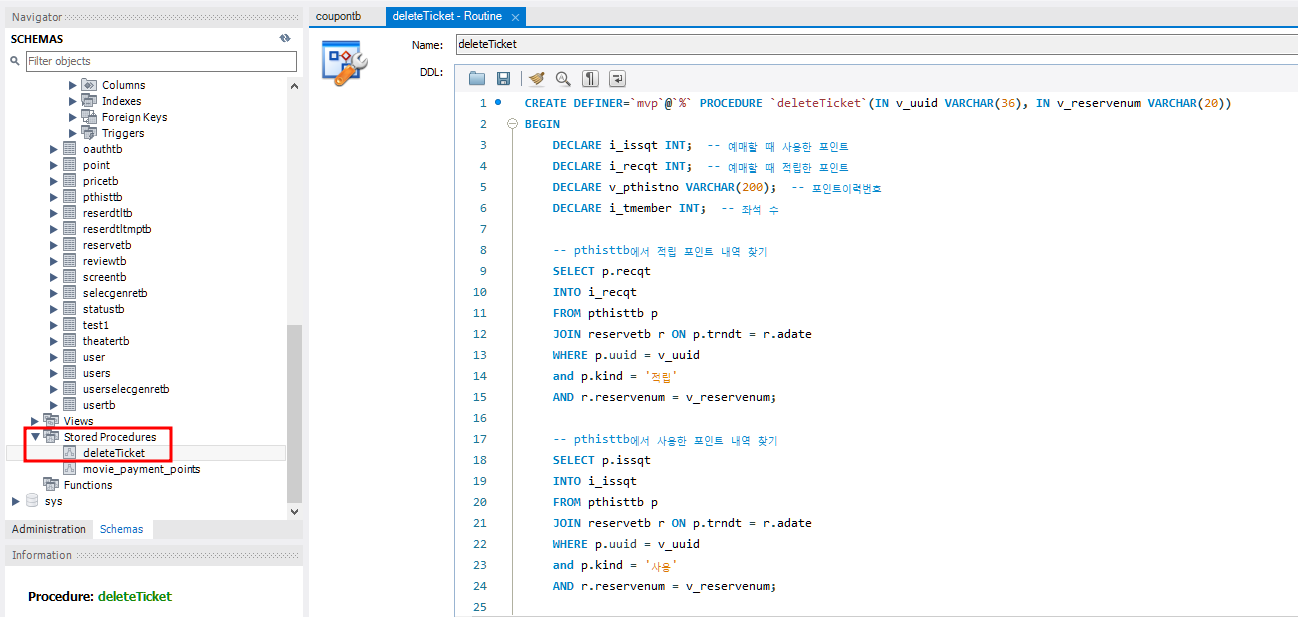 Navigator
SCHEMAS
Filter objects
Columns
Indexes
Foreign Keys
Triggers
oauthtb
point
pricetb
pthisttb
reserdtltb
reserdtltmptb
reservetb
reviewtb
screentb
selecgenretb
statustb
test1
theatertb
user
users
userselecgenretb
usertb
Views
Stored Procedures
deleteTicket
movie_payment_points
Functions
sys
Administration Schemas
Information
Procedure: deleteTicket
coupontb deleteTicket - Routine ×
Name: deleteTicket
DDL:
1 CREATE DEFINER=`mvp`@`%` PROCEDURE `deleteTicket`(IN v_uuid VARCHAR(36), IN v_reservenum VARCHAR(20))
2 BEGIN
3 DECLARE i_issqt INT; -- 예매할 때 사용한 포인트
4 DECLARE i_recqt INT; -- 예매할 때 적립한 포인트
5 DECLARE v_pthistno VARCHAR(200); -- 포인트이력번호
6 DECLARE i_tmember INT; -- 좌석 수
7
8 -- pthisttb에서 적립 포인트 내역 찾기
9 SELECT p.recqt
10 INTO i_recqt
11 FROM pthisttb p
12 JOIN reservetb r ON p.trndt = r.adate
13 WHERE p.uuid = v_uuid
14 and p.kind = '적립'
15 AND r.reservenum = v_reservenum;
16
17 -- pthisttb에서 사용한 포인트 내역 찾기
18 SELECT p.issqt
19 INTO i_issqt
20 FROM pthisttb p
21 JOIN reservetb r ON p.trndt = r.adate
22 WHERE p.uuid = v_uuid
23 and p.kind = '사용'
24 AND r.reservenum = v_reservenum;
25